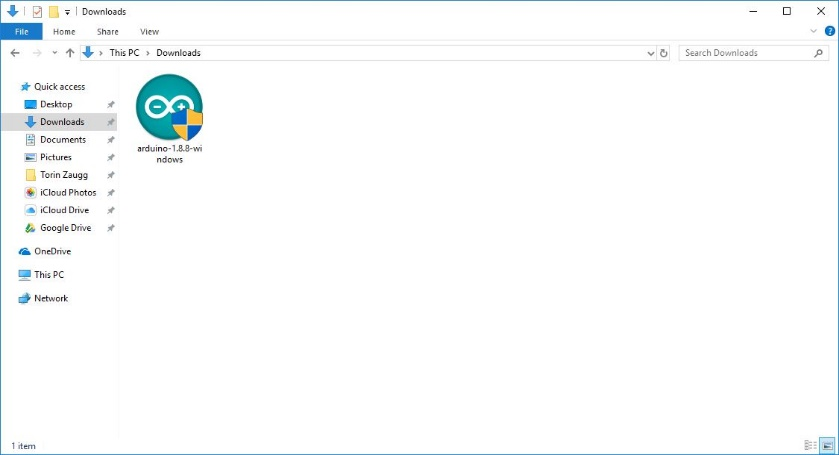 Downloads
File Home Share View
This PC Downloads
Search Downloads
Quick access
Desktop
Downloads
Documents
Pictures
Torin Zaugg
iCloud Photos
iCloud Drive
Google Drive
OneDrive
This PC
Network
arduino-1.8.8-wi
ndows
1 item